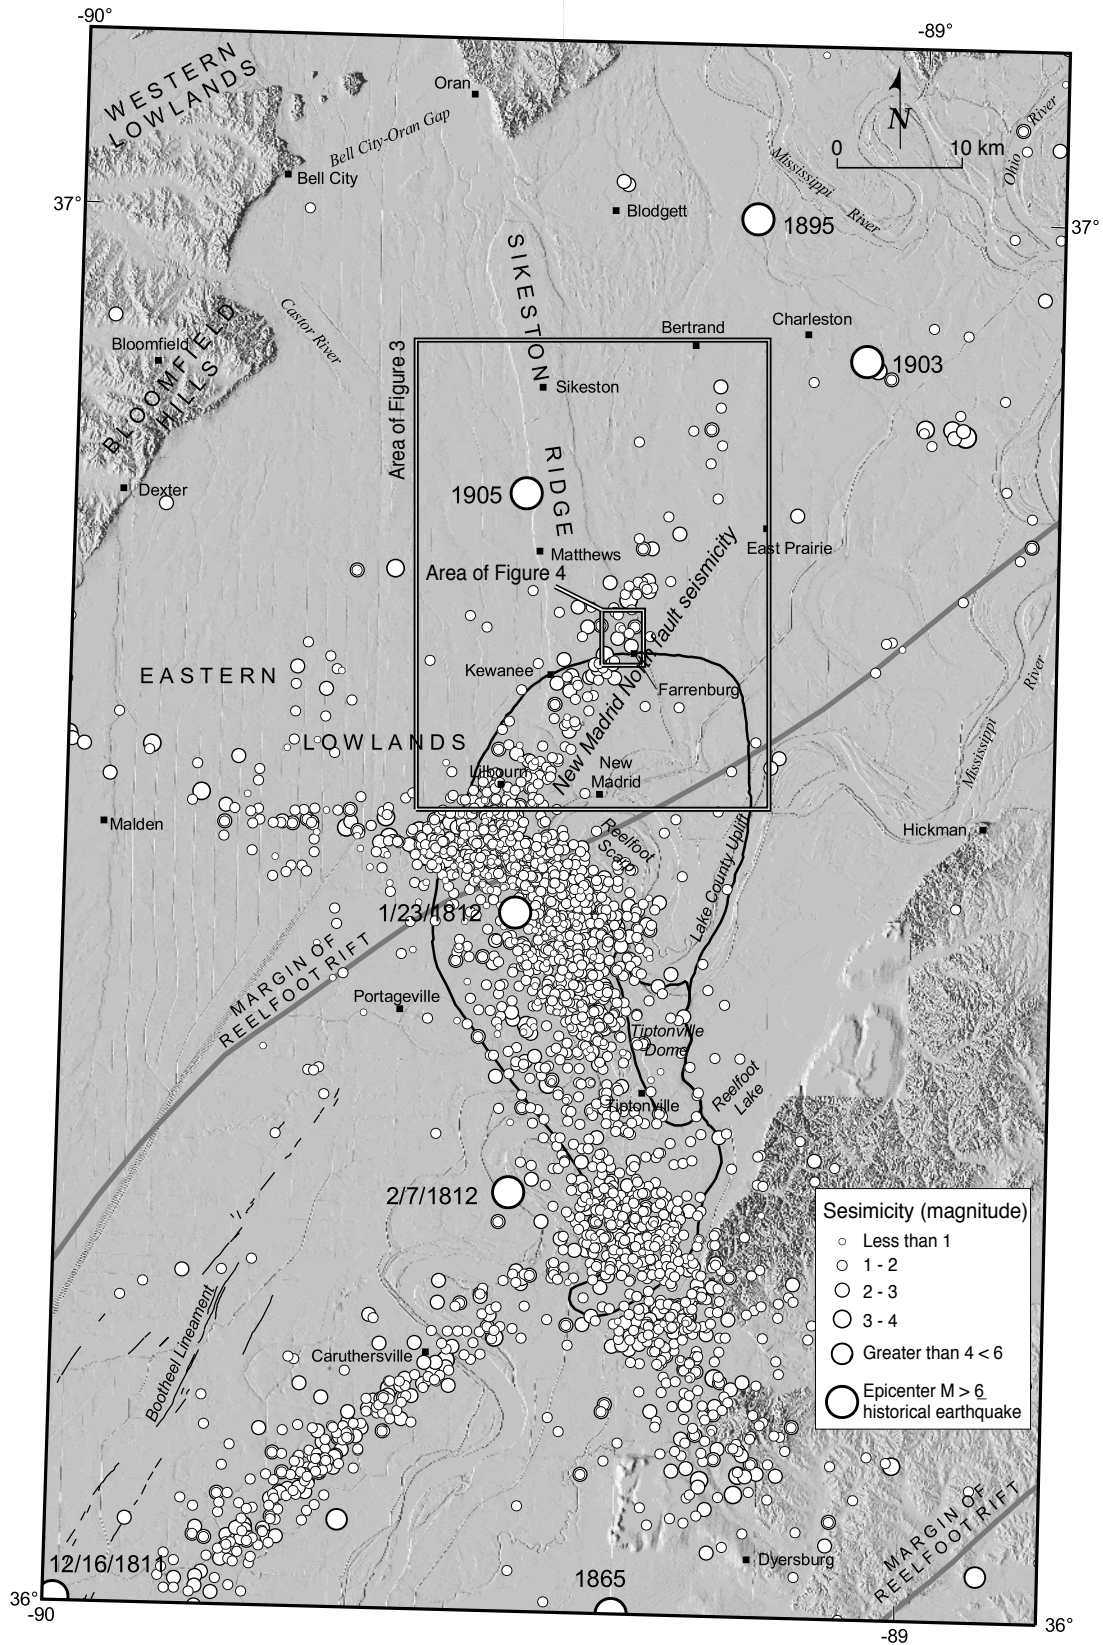 -90°
-89°
WESTERN
LOWLANDS
Oran
Bell City-Oran Gap
N
0 10 km
River
Ohio
Mississippi
River
Bell City
37°
Blodgett
1895
37°
SIKESTON
RIDGE
Castor River
Bloomfield
BLOOMFIELD
HILLS
Bertrand
Charleston
Area of Figure 3
1903
Sikeston
Dexter
1905
Matthews
East Prairie
Area of Figure 4
New Madrid North fault seismicity
EASTERN
LOWLANDS
Kewanee
Farrenburg
River
Mississippi
Lilbourn
New
Madrid
Malden
Reelfoot
Scarp
Hickman
Lake County Uplift
1/23/1812
MARGIN OF
REELFOOT RIFT
Portageville
Tiptonville
Dome
Reelfoot
Lake
Tiptonville
2/7/1812
Sesimicity (magnitude)
Less than 1
1 - 2
2 - 3
3 - 4
Greater than 4 < 6
Epicenter M > 6
historical earthquake
Bootheel Lineament
Caruthersville
MARGIN OF
REELFOOT RIFT
12/16/1811
1865
Dyersburg
36°
-90
-89
36°